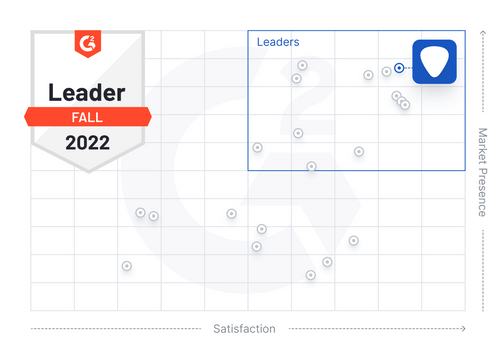 G2
Leader
FALL
2022
Leaders
Market Presence
Satisfaction